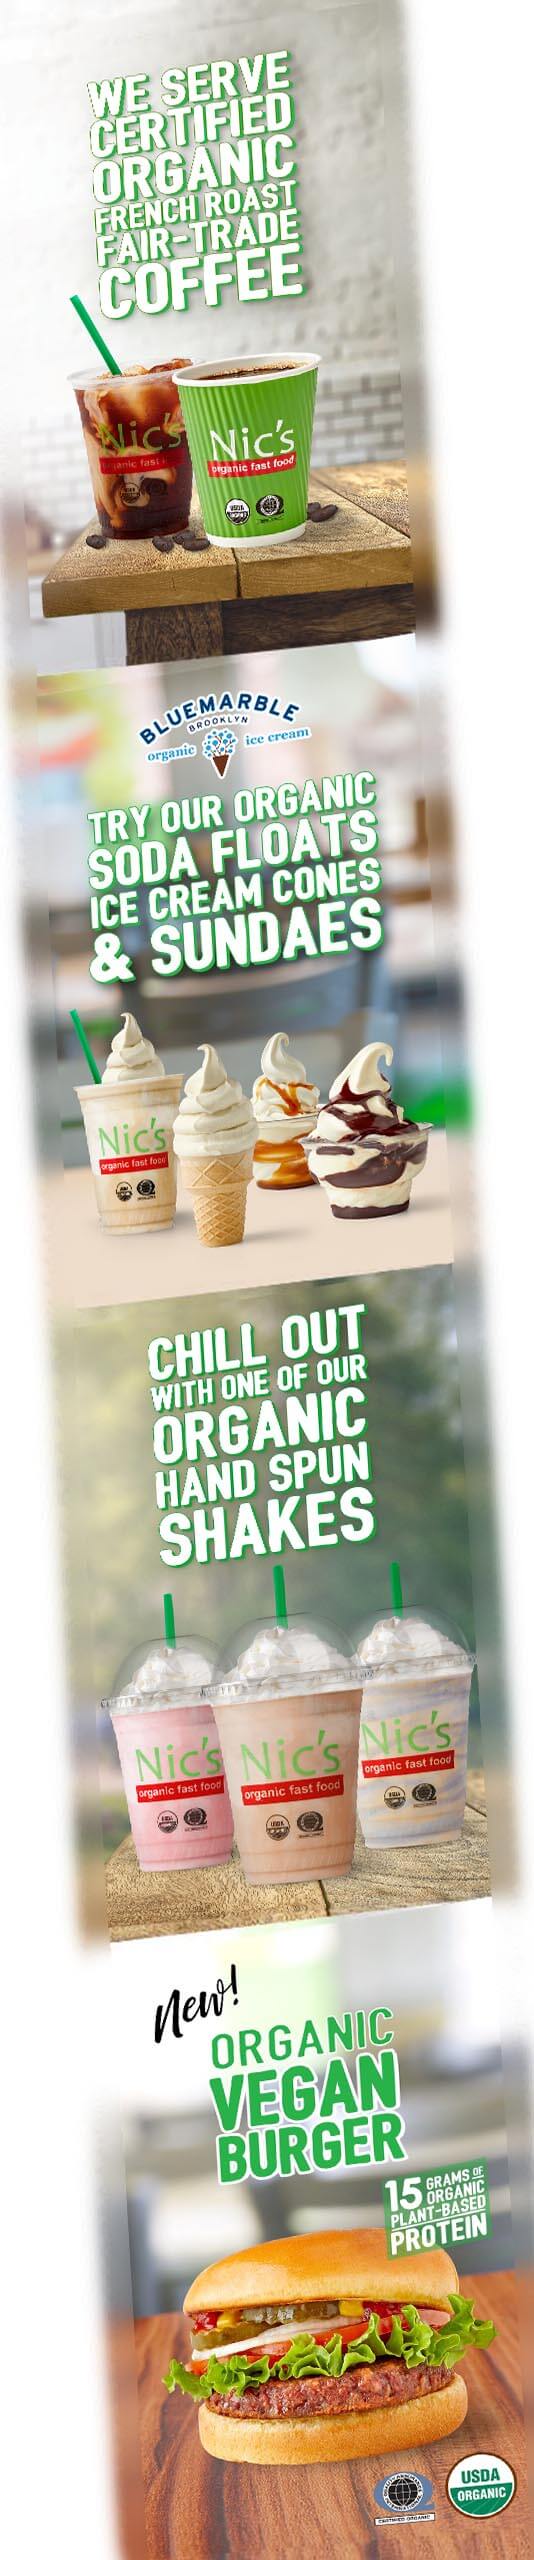 WE SERVE
CERTIFIED
ORGANIC
FRENCH ROAST
FAIR-TRADE
COFFEE
Nic's
organic fast food
Nic's
organic fast food
USDA
ORGANIC
BLUEMARBLE
BROOKLYN
organic ice cream
TRY OUR ORGANIC
SODA FLOATS
ICE CREAM CONES
& SUNDAES
Nic's
organic fast food
CHILL OUT
WITH ONE OF OUR
ORGANIC
HAND SPUN
SHAKES
Nic's
organic fast food
Nic's
organic fast food
Nic's
organic fast food
New!
ORGANIC
VEGAN
BURGER
15 GRAMS OF
ORGANIC
PLANT-BASED
PROTEIN
CERTIFIED ORGANIC
USDA
ORGANIC